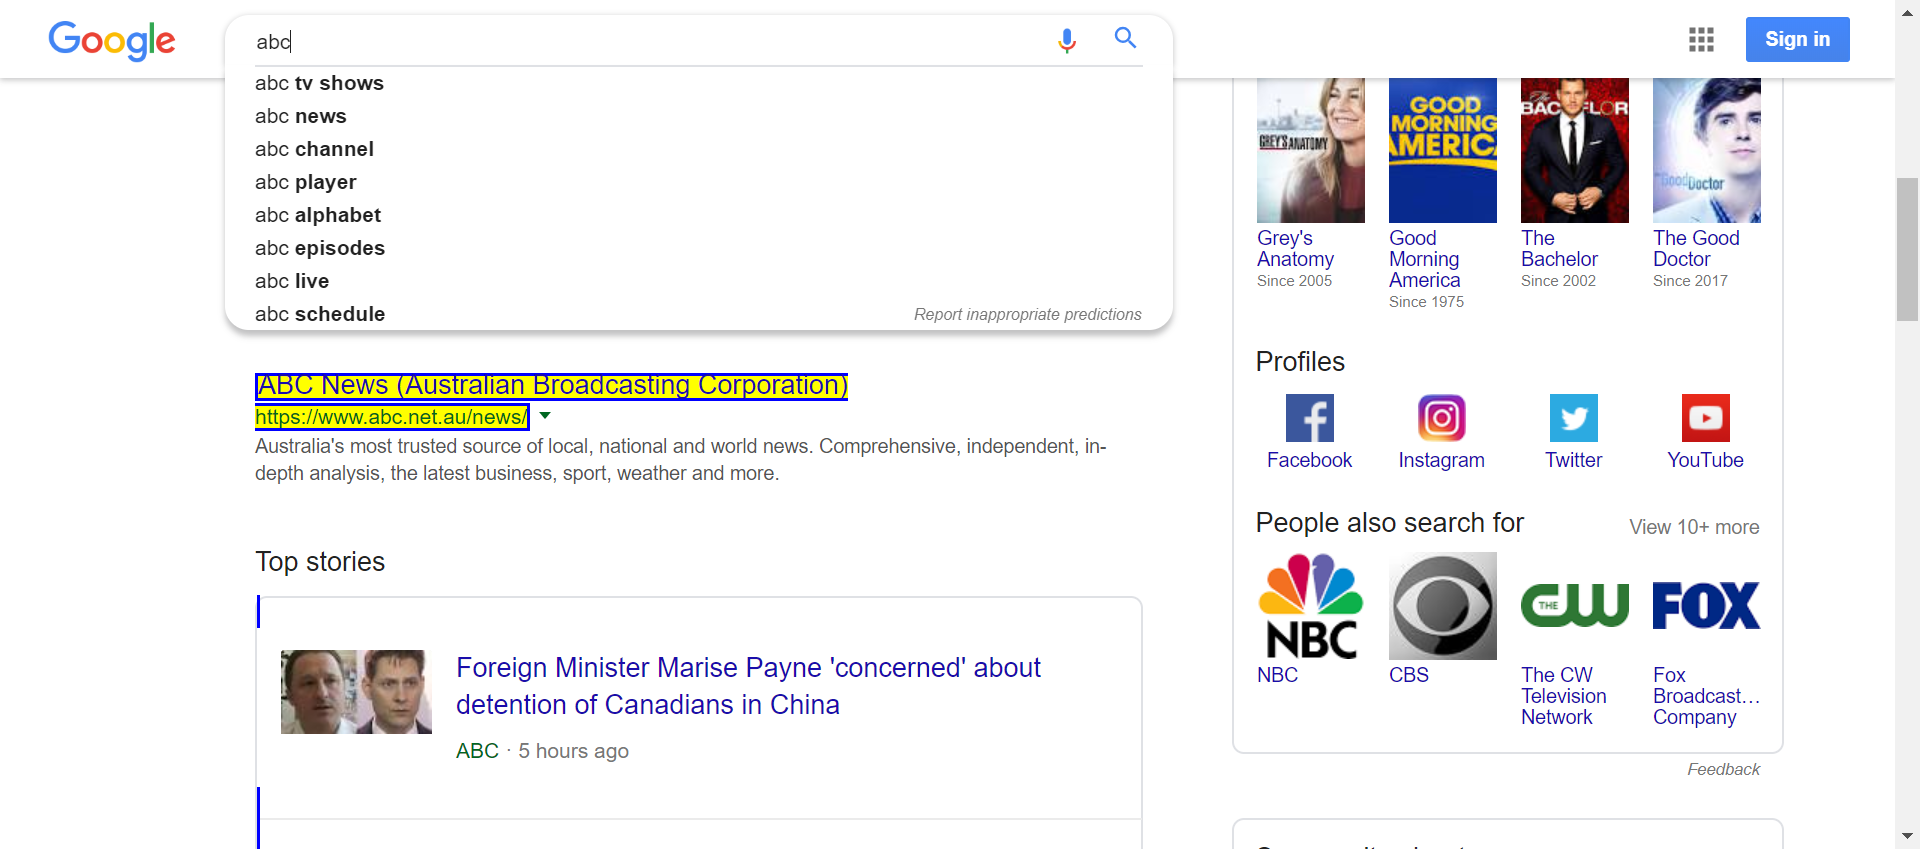 Google
abc
Sign in
abc tv shows
abc news
abc channel
abc player
abc alphabet
abc episodes
abc live
abc schedule
Report inappropriate predictions
ABC News (Australian Broadcasting Corporation)
https://www.abc.net.au/news/
Australia's most trusted source of local, national and world news. Comprehensive, independent, in-
depth analysis, the latest business, sport, weather and more.
Top stories
Foreign Minister Marise Payne 'concerned' about
detention of Canadians in China
ABC · 5 hours ago
GREY'S ANATOMY
GOOD
MORNING
AMERICA
The
BACHELOR
The
Good Doctor
Grey's
Anatomy
Since 2005
Good
Morning
America
Since 1975
The
Bachelor
Since 2002
The Good
Doctor
Since 2017
Profiles
Facebook
Instagram
Twitter
YouTube
People also search for
View 10+ more
NBC
THE CW
FOX
NBC
CBS
The CW
Television
Network
Fox
Broadcast...
Company
Feedback